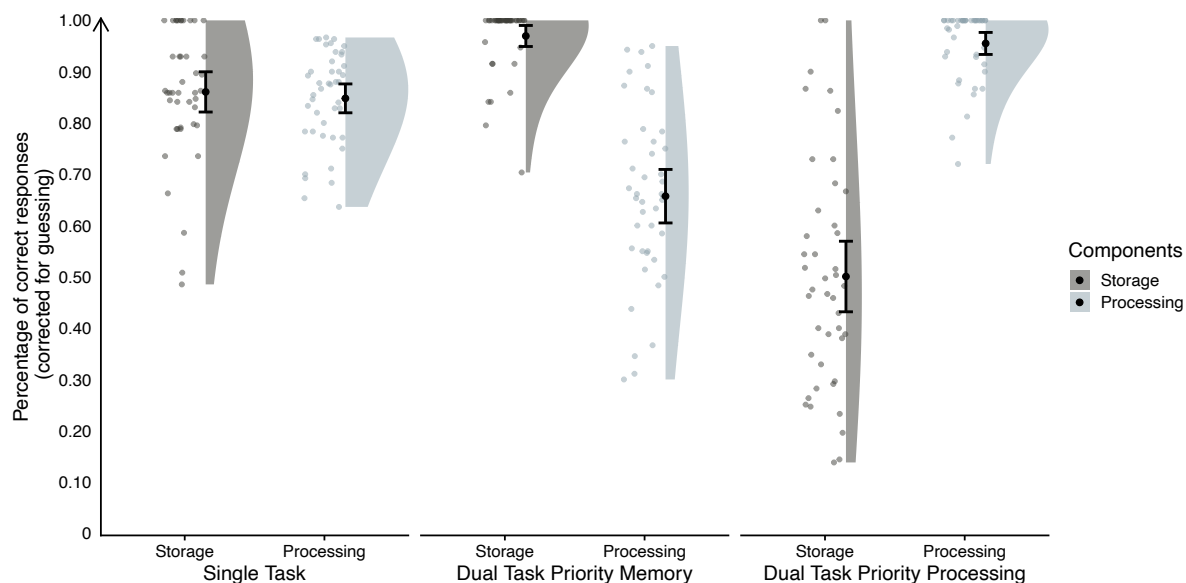 Percentage of correct responses
(corrected for guessing)
1.00
0.90
0.80
0.70
0.60
0.50
0.40
0.30
0.20
0.10
0
Storage
Processing
Single Task
Storage
Processing
Dual Task Priority Memory
Storage
Processing
Dual Task Priority Processing
Components
Storage
Processing